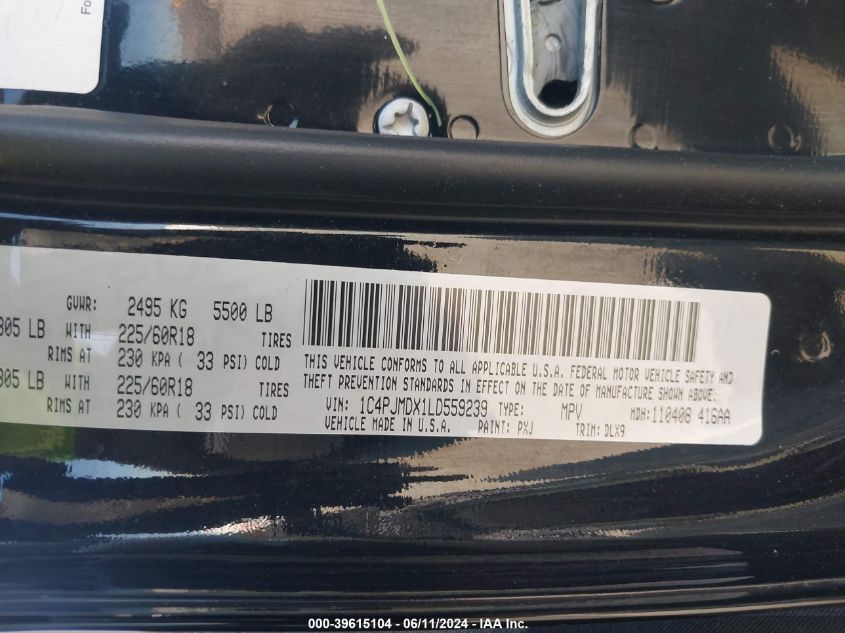 Fo
GVWR: 2495 KG 5500 LB
305 LB WITH 225/60R18 TIRES
RIMS AT 230 KPA ( 33 PSI) COLD
305 LB WITH 225/60R18 TIRES
RIMS AT 230 KPA ( 33 PSI) COLD
THIS VEHICLE CONFORMS TO ALL APPLICABLE U.S.A. FEDERAL MOTOR VEHICLE SAFETY AND
THEFT PREVENTION STANDARDS IN EFFECT ON THE DATE OF MANUFACTURE SHOWN ABOVE.
VIN: 1C4PJMDX1LD559239 TYPE: MPV MDH: 110408 416AA
VEHICLE MADE IN U.S.A. PAINT: PXJ TRIM: DLX9
000-39615104 - 06/11/2024 - IAA Inc.